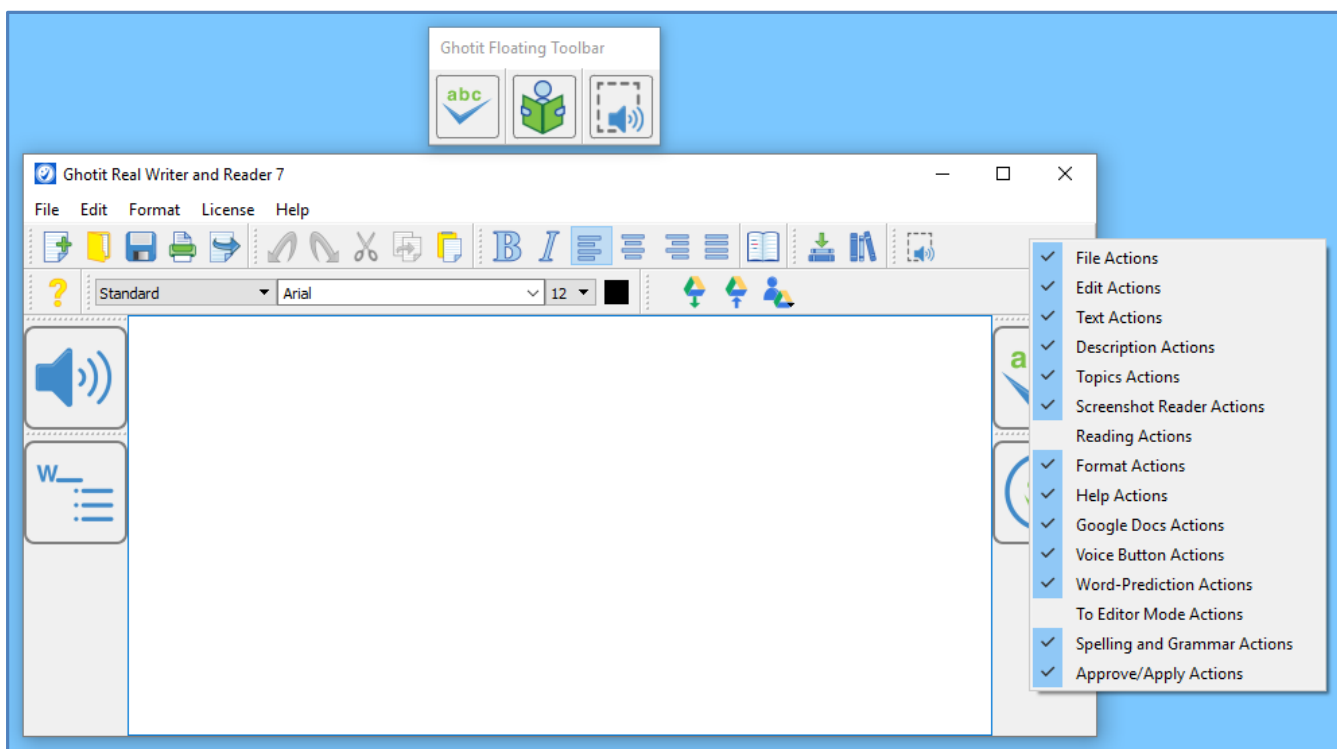 Ghotit Floating Toolbar
abc
Ghotit Real Writer and Reader 7
File Edit Format License Help
B I
? Standard Arial 12
a
W
File Actions
Edit Actions
Text Actions
Description Actions
Topics Actions
Screenshot Reader Actions
Reading Actions
Format Actions
Help Actions
Google Docs Actions
Voice Button Actions
Word-Prediction Actions
To Editor Mode Actions
Spelling and Grammar Actions
Approve/Apply Actions